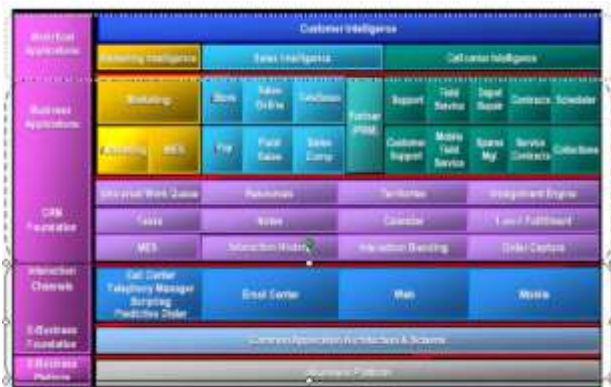 Analytical
Applications
Customer Intelligence
Marketing Intelligence
Sales Intelligence
Call center Intelligence
Business
Applications
Marketing
Store
Sales
Online
Partner
PRM
Support
Field
Service
Depot
Repair
Contracts
Scheduler
MES
Field
Sales
Sales
Comp
Customer
Support
Mobile
Field
Service
Spares
Mgt
Service
Contracts
Collections
CRM
Foundation
Universal Work Queue
Resources
Territories
Assignment Engine
Tasks
Notes
Calendar
1-to-1 Fulfillment
MES
Interaction History
Interaction Blending
Order Capture
Interaction
Channels
Call Center
Telephony Manager
Scripting
Predictive Dialer
Email Center
Web
Mobile
E-Business
Foundation
Common Application Architecture & Schema
E-Business
Platform